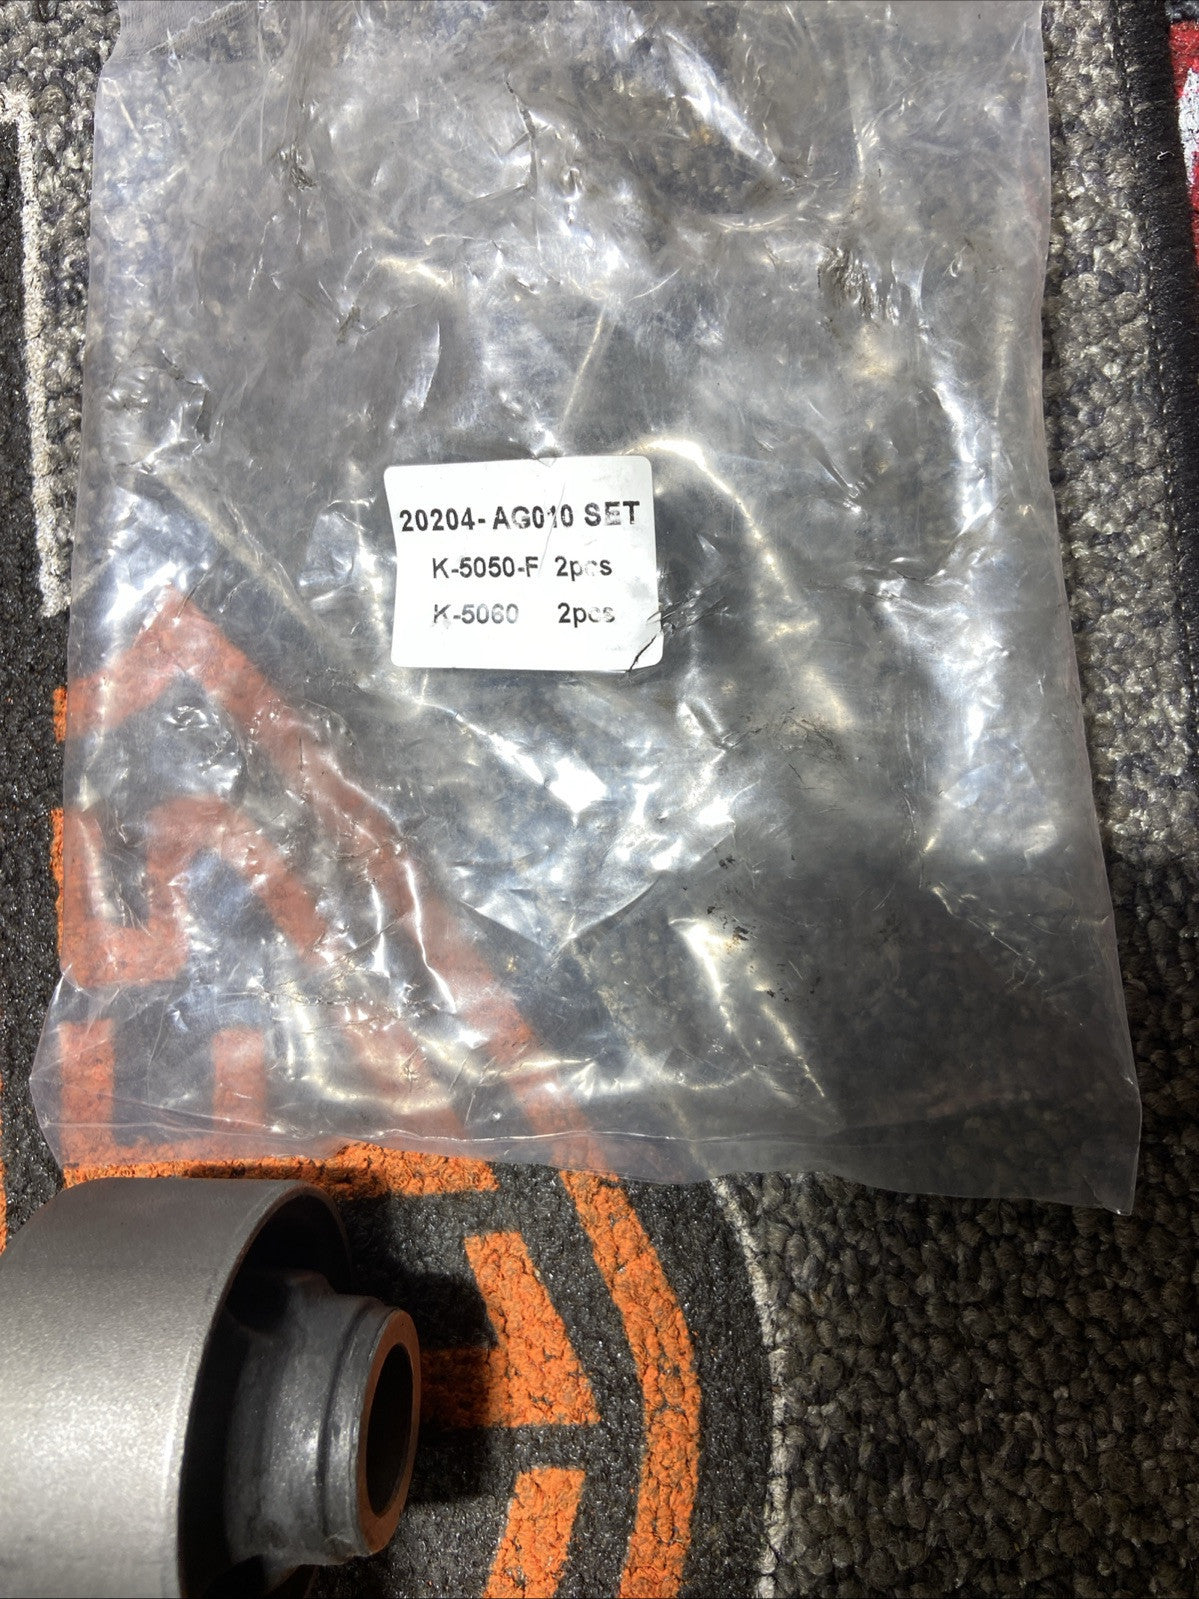 20204- AG010 SET
K-5050-F 2pcs
K-5060 2pcs